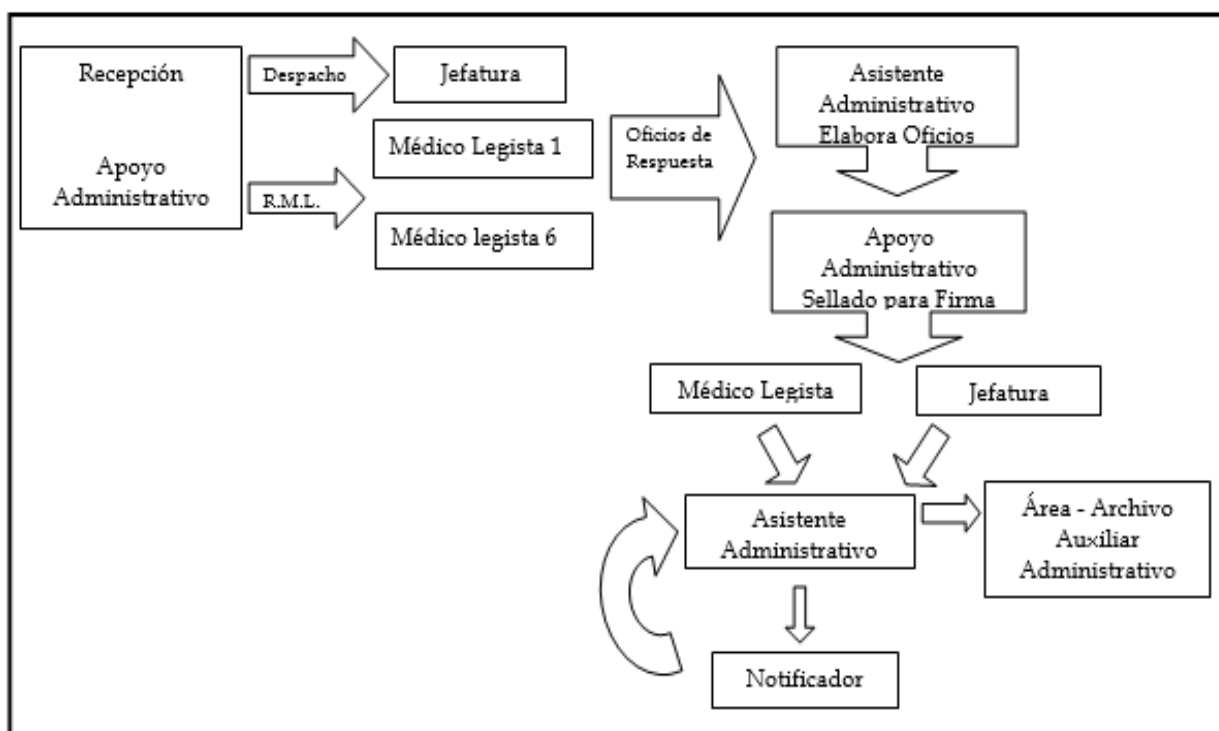 Recepción
Apoyo
Administrativo
Despacho
R.M.L.
Jefatura
Médico Legista 1
Médico legista 6
Oficios de
Respuesta
Asistente
Administrativo
Elabora Oficios
Apoyo
Administrativo
Sellado para Firma
Médico Legista
Jefatura
Asistente
Administrativo
Área - Archivo
Auxiliar
Administrativo
Notificador